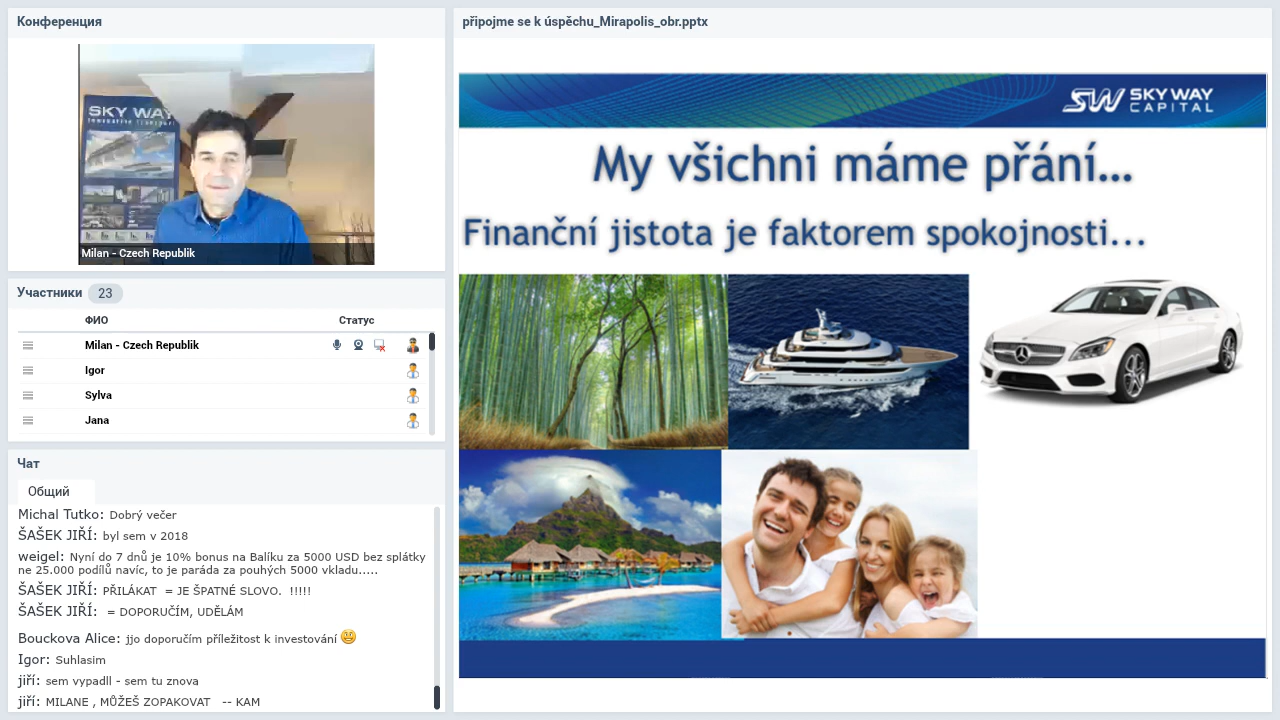 Конференция
SKY WAY
Milan - Czech Republik
Участники 23
ФИО Статус
Milan - Czech Republik
Igor
Sylva
Jana
Чат
Общий
Michal Tutko: Dobrý večer
ŠAŠEK JIŘÍ: byl sem v 2018
weigel: Nyní do 7 dnů je 10% bonus na Balíku za 5000 USD bez splátky
ne 25.000 podílů navíc, to je paráda za pouhých 5000 vkladu.....
ŠAŠEK JIŘÍ: PŘILÁKAT = JE ŠPATNÉ SLOVO. !!!!!
ŠAŠEK JIŘÍ: = DOPORUČÍM, UDĚLÁM
Bouckova Alice: jjo doporučím příležitost k investování
Igor: Suhlasim
jiří: sem vypadll - sem tu znova
jiří: MILANE , MŮŽEŠ ZOPAKOVAT -- KAM
připojme se k úspěchu_Mirapolis_obr.pptx
SW SKY WAY
CAPITAL
My všichni máme přání…
Finanční jistota je faktorem spokojnosti...